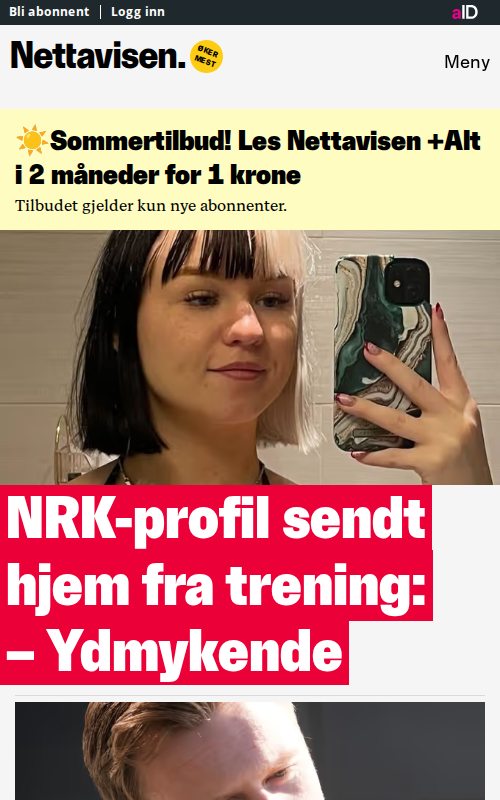 Bli abonnent | Logg inn
aID
Nettavisen.
ØKER
MEST
Meny
☀️Sommertilbud! Les Nettavisen +Alt
i 2 måneder for 1 krone
Tilbudet gjelder kun nye abonnenter.
NRK-profil sendt
hjem fra trening:
– Ydmykende